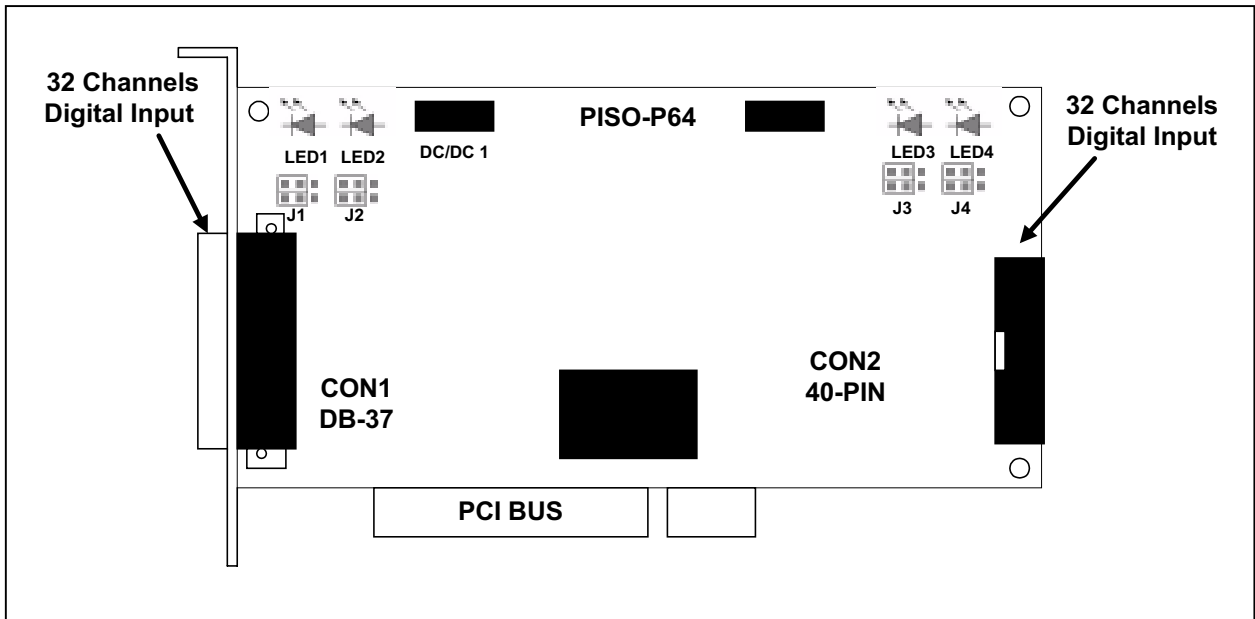 32 Channels
Digital Input
PISO-P64
32 Channels
Digital Input
LED1 LED2
DC/DC 1
LED3 LED4
J1 J2
J3 J4
CON1
DB-37
CON2
40-PIN
PCI BUS